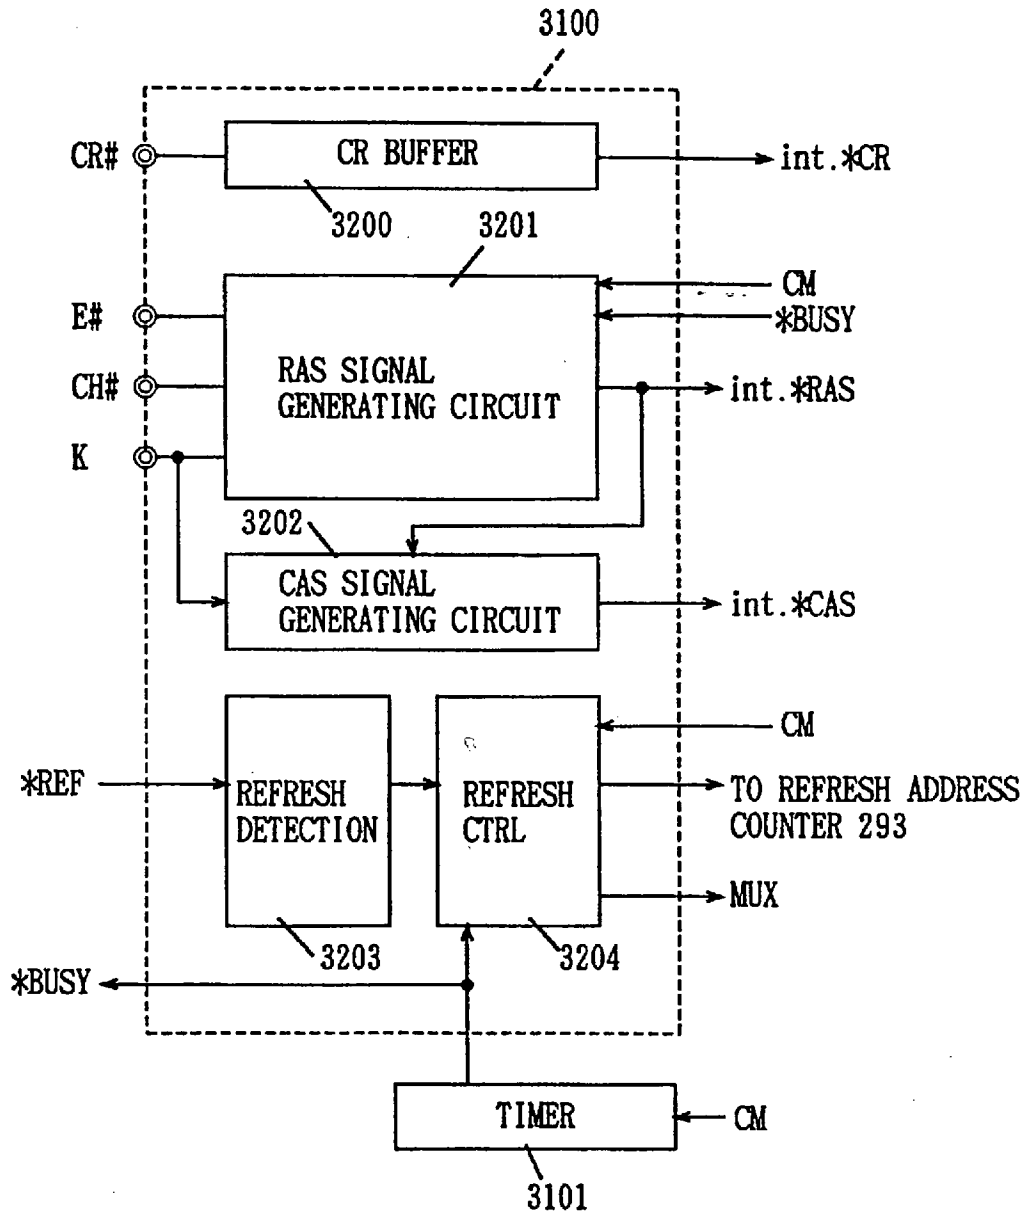 3100
CR#
CR BUFFER
int.*CR
3200
3201
CM
E#
*BUSY
CH#
RAS SIGNAL
GENERATING CIRCUIT
int.*RAS
K
3202
CAS SIGNAL
GENERATING CIRCUIT
int.*CAS
CM
*REF
REFRESH
DETECTION
REFRESH
CTRL
TO REFRESH ADDRESS
COUNTER 293
MUX
3203
3204
*BUSY
TIMER
CM
3101